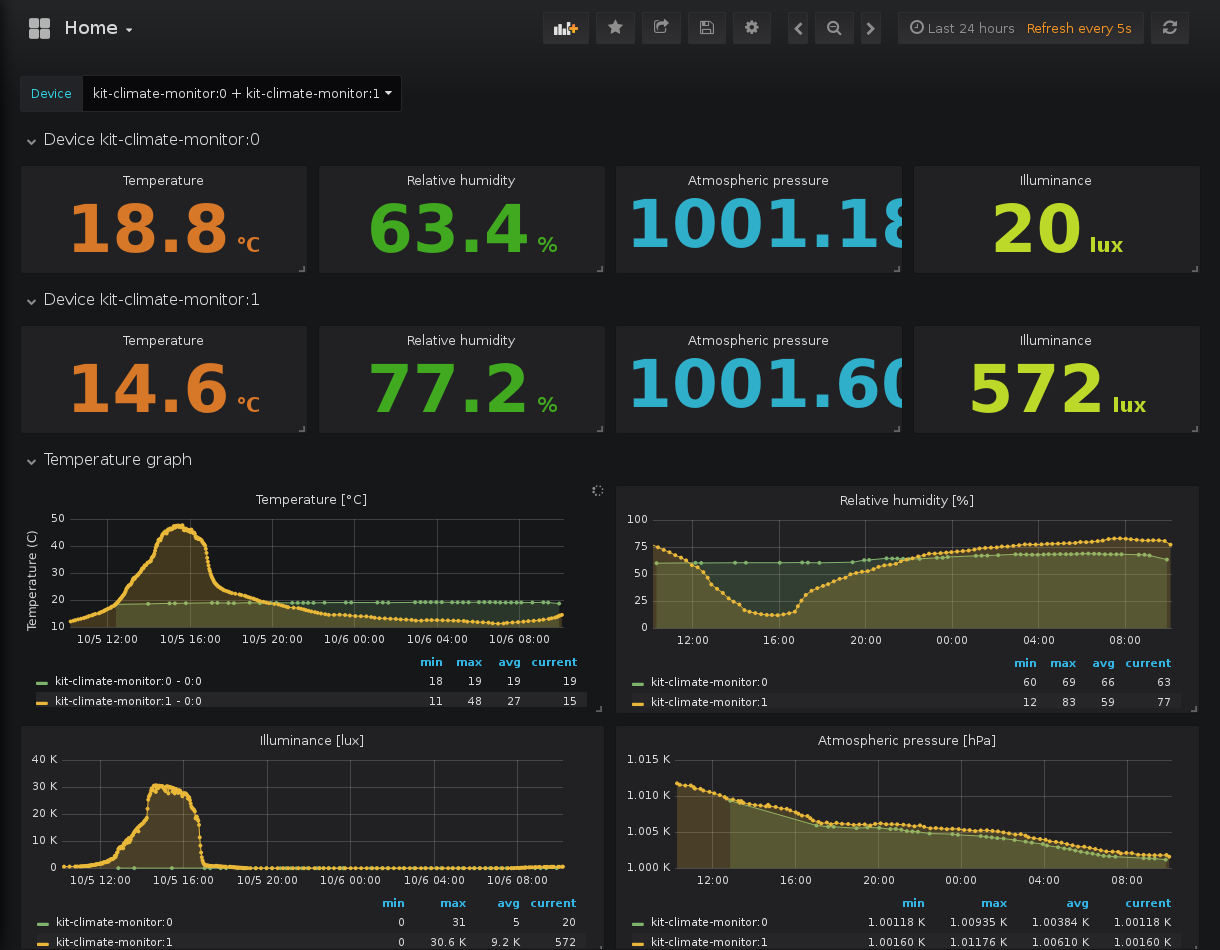 Home
Last 24 hours Refresh every 5s
Device kit-climate-monitor:0 + kit-climate-monitor:1
Device kit-climate-monitor:0
Temperature Relative humidity Atmospheric pressure Illuminance
18.8 °C 63.4 % 1001.18 20 lux
Device kit-climate-monitor:1
Temperature Relative humidity Atmospheric pressure Illuminance
14.6 °C 77.2 % 1001.60 572 lux
Temperature graph
Temperature [°C]
Temperature (C)
50
40
30
20
10
10/5 12:00 10/5 16:00 10/5 20:00 10/6 00:00 10/6 04:00 10/6 08:00
min max avg current
kit-climate-monitor:0 - 0:0 18 19 19 19
kit-climate-monitor:1 - 0:0 11 48 27 15
Relative humidity [%]
100
75
50
25
0
12:00 16:00 20:00 00:00 04:00 08:00
min max avg current
kit-climate-monitor:0 60 69 66 63
kit-climate-monitor:1 12 83 59 77
Illuminance [lux]
40 K
30 K
20 K
10 K
0
10/5 12:00 10/5 16:00 10/5 20:00 10/6 00:00 10/6 04:00 10/6 08:00
min max avg current
kit-climate-monitor:0 0 31 5 20
kit-climate-monitor:1 0 30.6 K 9.2 K 572
Atmospheric pressure [hPa]
1.015 K
1.010 K
1.005 K
1.000 K
12:00 16:00 20:00 00:00 04:00 08:00
min max avg current
kit-climate-monitor:0 1.00118 K 1.00935 K 1.00384 K 1.00118 K
kit-climate-monitor:1 1.00160 K 1.01176 K 1.00610 K 1.00160 K